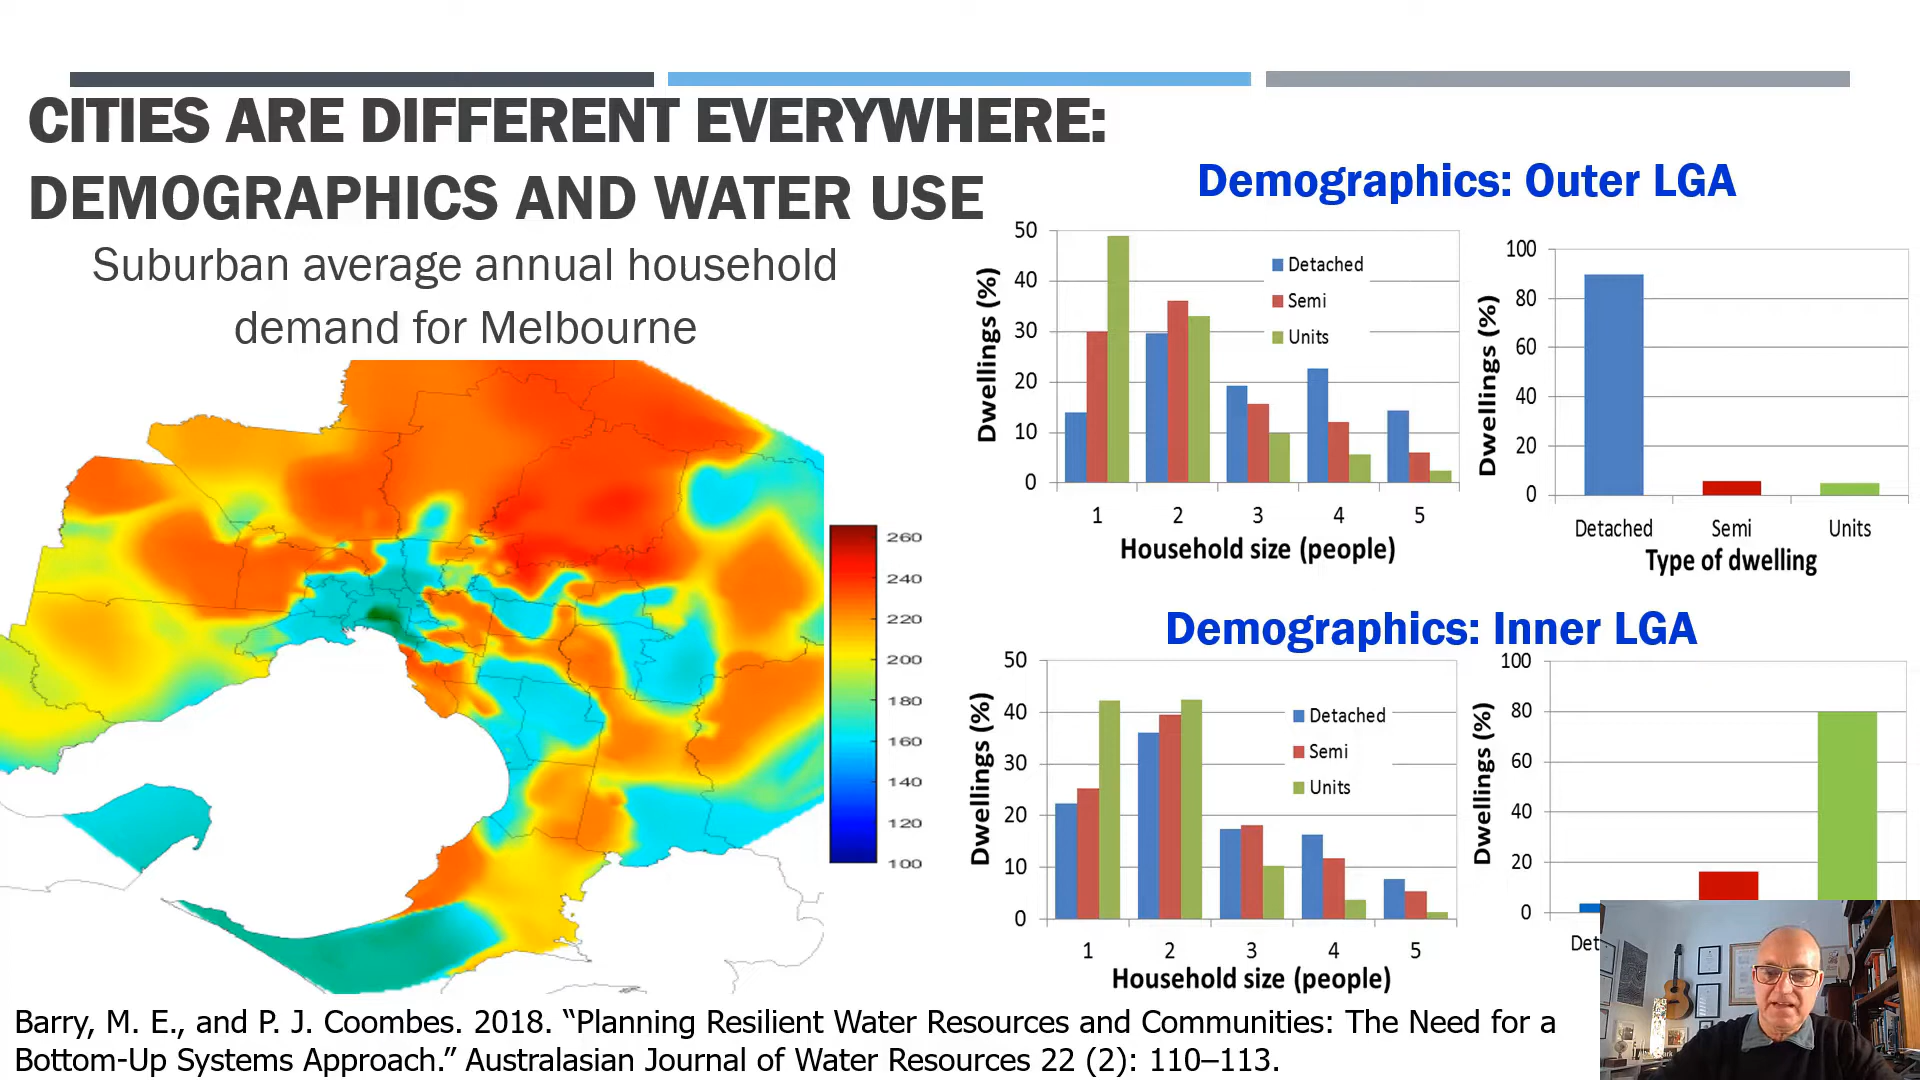 CITIES ARE DIFFERENT EVERYWHERE:
DEMOGRAPHICS AND WATER USE
Suburban average annual household
demand for Melbourne
260
240
220
200
180
160
140
120
100
Demographics: Outer LGA
Dwellings (%)
50
40
30
20
10
0
Detached
Semi
Units
1 2 3 4 5
Household size (people)
Dwellings (%)
100
80
60
40
20
0
Detached Semi Units
Type of dwelling
Demographics: Inner LGA
Dwellings (%)
50
40
30
20
10
0
Detached
Semi
Units
1 2 3 4 5
Household size (people)
Dwellings (%)
100
80
60
40
20
0
Det
Barry, M. E., and P. J. Coombes. 2018. “Planning Resilient Water Resources and Communities: The Need for a
Bottom-Up Systems Approach.” Australasian Journal of Water Resources 22 (2): 110–113.